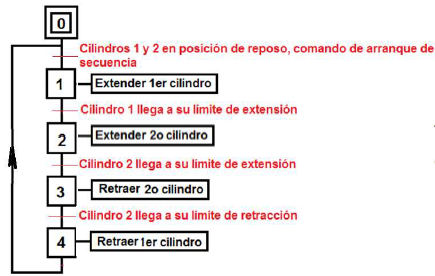 0
Cilindros 1 y 2 en posición de reposo, comando de arranque de
secuencia
1
Extender 1er cilindro
Cilindro 1 llega a su límite de extensión
2
Extender 2o cilindro
Cilindro 2 llega a su limite de extensión
3
Retraer 2o cilindro
Cilindro 2 llega a su limite de retracción
4
Retraer 1er cilindro